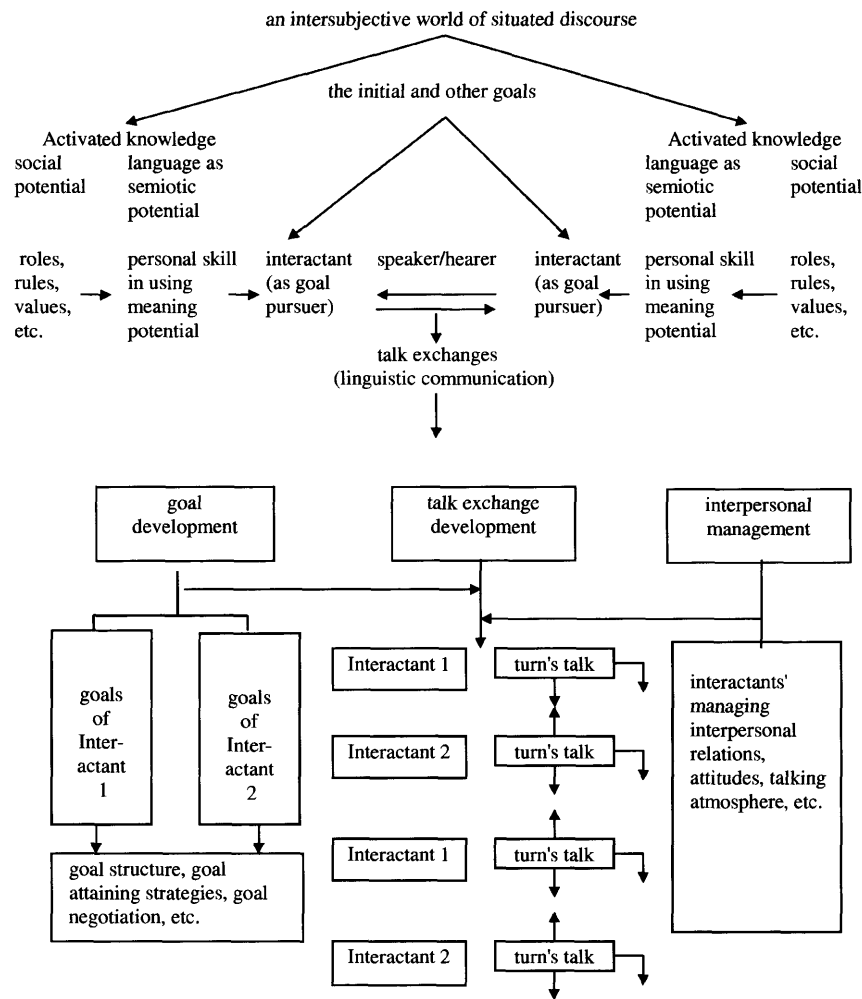 an intersubjective world of situated discourse
the initial and other goals
Activated knowledge
social
potential
language as
semiotic
potential
Activated knowledge
language as
semiotic
potential
social
potential
roles,
rules,
values,
etc.
personal skill
in using
meaning
potential
interactant
(as goal
pursuer)
speaker/hearer
interactant
(as goal
pursuer)
personal skill
in using
meaning
potential
roles,
rules,
values,
etc.
talk exchanges
(linguistic communication)
goal
development
talk exchange
development
interpersonal
management
goals
of
Inter-
actant
1
goals
of
Inter-
actant
2
goal structure, goal
attaining strategies, goal
negotiation, etc.
Interactant 1
turn's talk
Interactant 2
turn's talk
Interactant 1
turn's talk
Interactant 2
turn's talk
interactants'
managing
interpersonal
relations,
attitudes, talking
atmosphere, etc.